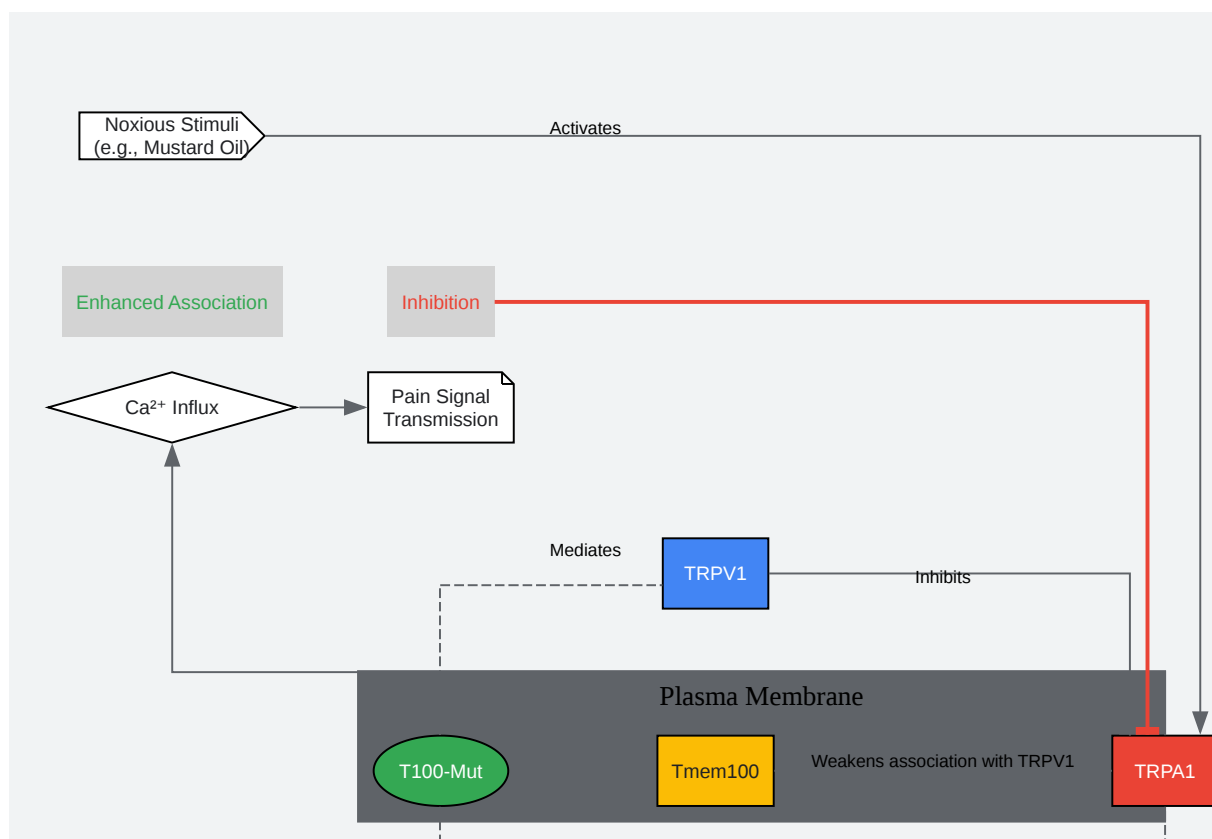 Noxious Stimuli
(e.g., Mustard Oil)
Activates
Enhanced Association
Inhibition
Ca²⁺ Influx
Pain Signal
Transmission
Mediates
TRPV1
Inhibits
Plasma Membrane
T100-Mut
Tmem100
Weakens association with TRPV1
TRPA1